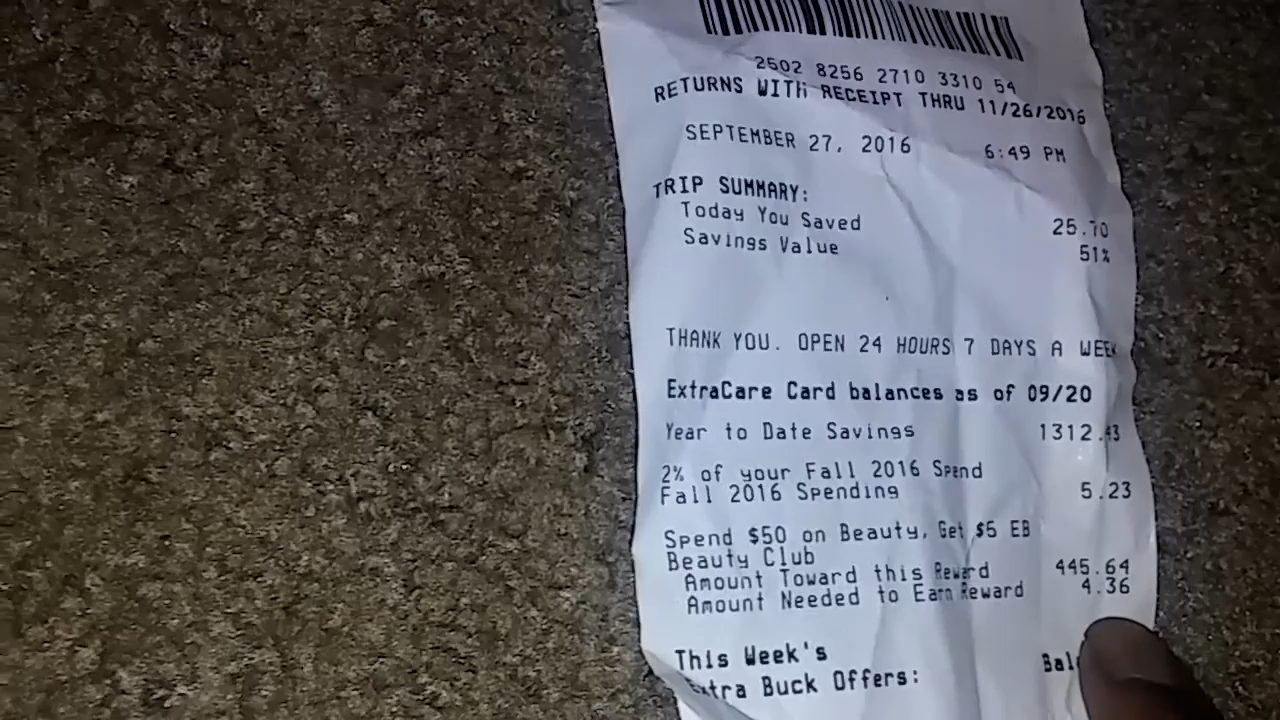 2502 8256 2710 3310 54
RETURNS WITH RECEIPT THRU 11/26/2016
SEPTEMBER 27, 2016 6:49 PM
TRIP SUMMARY:
Today You Saved 25.70
Savings Value 51%
THANK YOU. OPEN 24 HOURS 7 DAYS A WEEK
ExtraCare Card balances as of 09/20
Year to Date Savings 1312.43
2% of your Fall 2016 Spend
Fall 2016 Spending 5.23
Spend $50 on Beauty, Get $5 EB
Beauty Club
Amount Toward this Reward 445.64
Amount Needed to Earn Reward 4.36
This Week's
Extra Buck Offers: